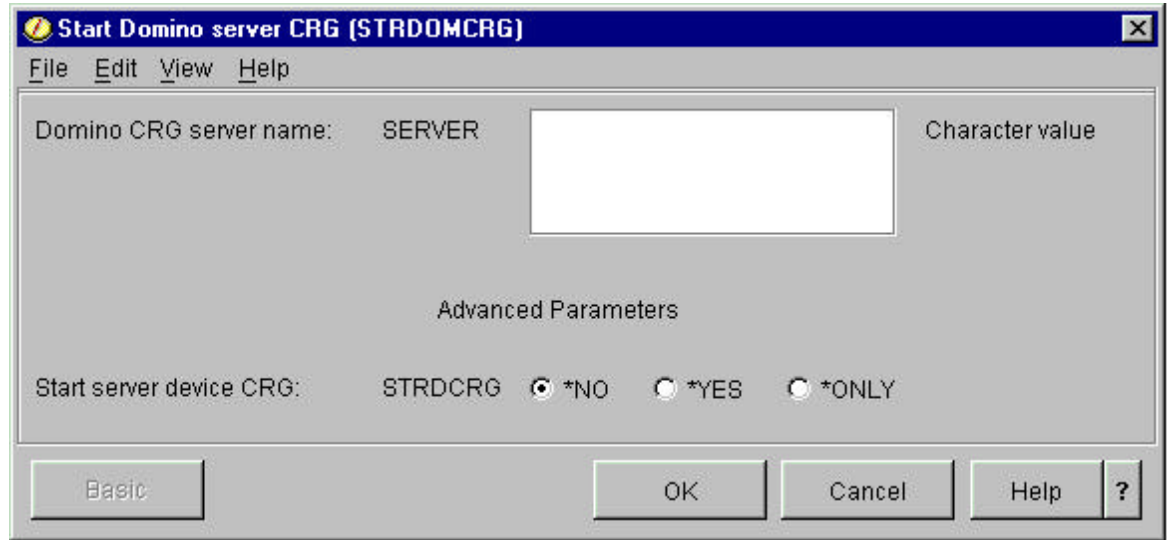 Start Domino server CRG (STRDOMCRG)
File Edit View Help
Domino CRG server name: SERVER Character value
Advanced Parameters
Start server device CRG: STRDCRG *NO *YES *ONLY
Basic OK Cancel Help ?